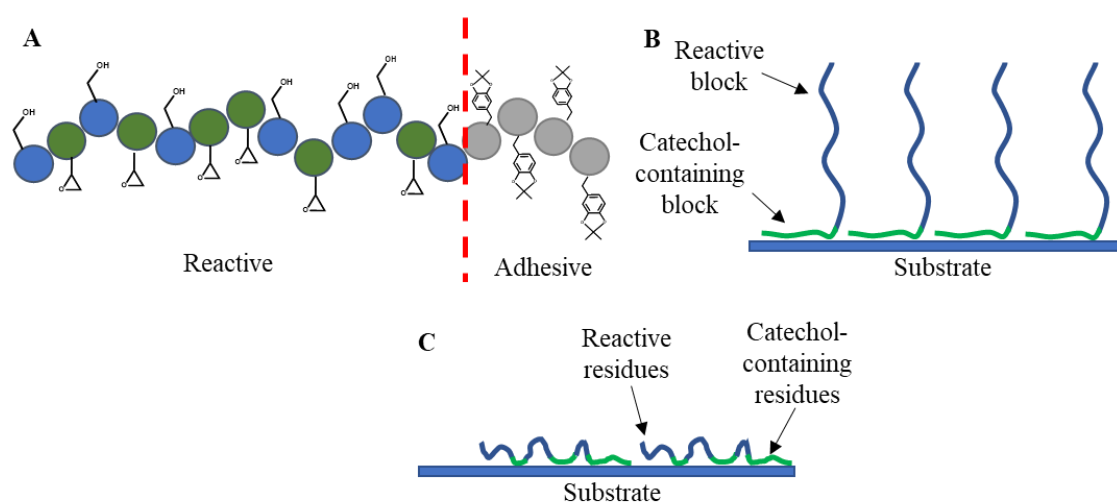 A
OH
OH
OH
OH
OH
OH
OH
O
O
O
O
O
O
O O
O O
O O
O O
Reactive
Adhesive
B
Reactive
block
Catechol-
containing
block
Substrate
C
Reactive
residues
Catechol-
containing
residues
Substrate